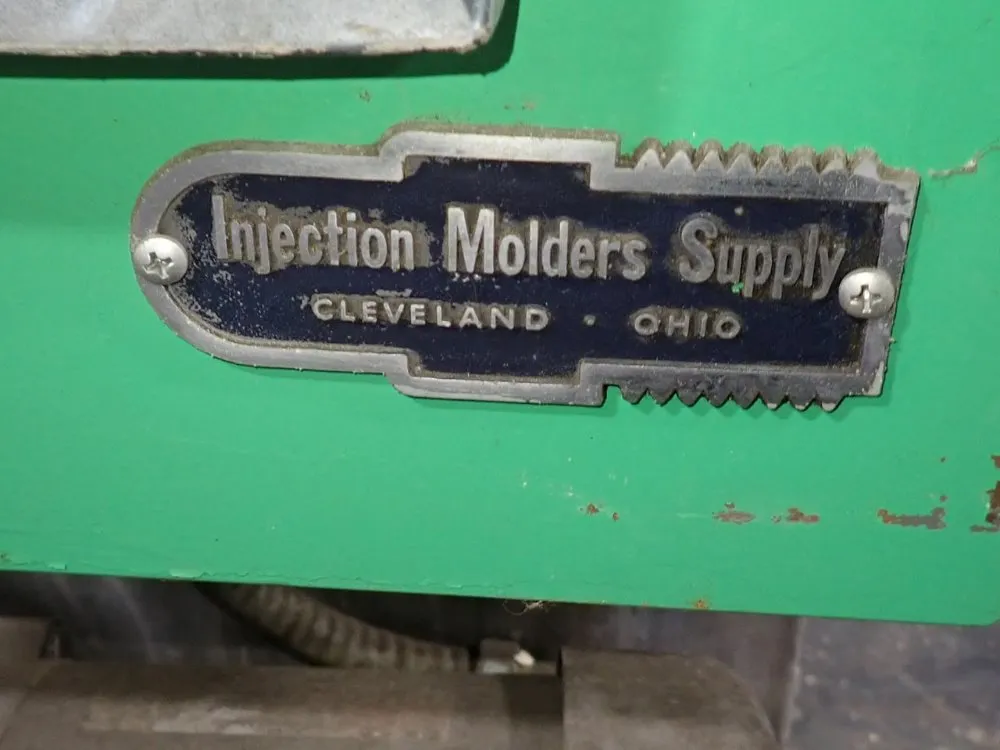 Injection Molders Supply
CLEVELAND · OHIO